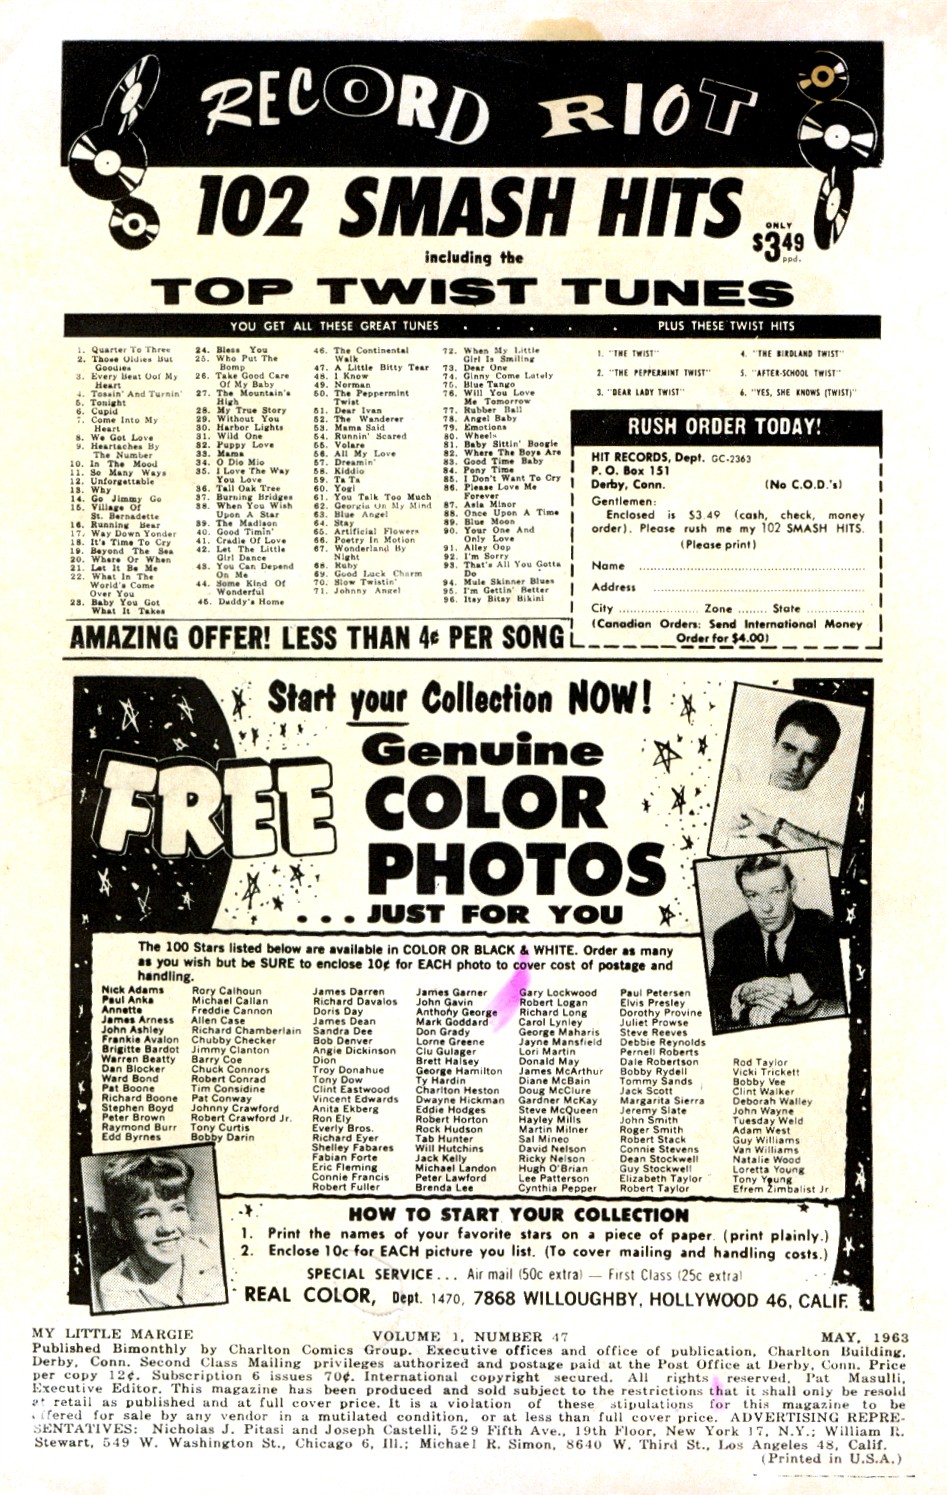 RECORD RIOT
102 SMASH HITS
ONLY
$3.49
ppd.
including the
TOP TWIST TUNES
YOU GET ALL THESE GREAT TUNES . . . . . PLUS THESE TWIST HITS
1. Quarter To Three
2. Those Oldies But
Goodies
3. Every Beat Oof My
Heart
4. Tossin' And Turnin'
5. Tonight
6. Cupid
7. Come Into My
Heart
8. We Got Love
9. Heartaches By
The Number
10. In The Mood
11. So Many Ways
12. Unforgettable
13. Why
14. Go Jimmy Go
15. Village Of
St. Bernadette
16. Running Bear
17. Way Down Yonder
18. It's Time To Cry
19. Beyond The Sea
20. Where Or When
21. Let It Be Me
22. What In The
World's Come
Over You
23. Baby You Got
What It Takes
24. Bless You
25. Who Put The
Bomp
26. Take Good Care
Of My Baby
27. The Mountain's
High
28. My True Story
29. Without You
30. Harbor Lights
31. Wild One
32. Puppy Love
33. Mama
34. O Dio Mio
35. I Love The Way
You Love
36. Tall Oak Tree
37. Burning Bridges
38. When You Wish
Upon A Star
39. The Madison
40. Good Timin'
41. Cradle Of Love
42. Let The Little
Girl Dance
43. You Can Depend
On Me
44. Some Kind Of
Wonderful
45. Daddy's Home
46. The Continental
Walk
47. A Little Bitty Tear
48. I Know
49. Norman
50. The Peppermint
Twist
51. Dear Ivan
52. The Wanderer
53. Mama Said
54. Runnin' Scared
55. Volare
56. All My Love
57. Dreamin'
58. Kiddio
59. Ta Ta
60. Yogi
61. You Talk Too Much
62. Georgia On My Mind
63. Blue Angel
64. Stay
65. Artificial Flowers
66. Poetry In Motion
67. Wonderland By
Night
68. Ruby
69. Good Luck Charm
70. Slow Twistin'
71. Johnny Angel
72. When My Little
Girl Is Smiling
73. Dear One
74. Ginny Come Lately
75. Blue Tango
76. Will You Love
Me Tomorrow
77. Rubber Ball
78. Angel Baby
79. Emotions
80. Wheels
81. Baby Sittin' Boogie
82. Where The Boys Are
83. Good Time Baby
84. Pony Time
85. I Don't Want To Cry
86. Please Love Me
Forever
87. Asia Minor
88. Once Upon A Time
89. Blue Moon
90. Your One And
Only Love
91. Alley Oop
92. I'm Sorry
93. That's All You Gotta
Do
94. Mule Skinner Blues
95. I'm Gettin' Better
96. Itsy Bitsy Bikini
1. "THE TWIST"
2. "THE PEPPERMINT TWIST"
3. "DEAR LADY TWIST"
4. "THE BIRDLAND TWIST"
5. "AFTER-SCHOOL TWIST"
6. "YES, SHE KNOWS (TWIST)"
RUSH ORDER TODAY!
HIT RECORDS, Dept. GC-2363
P. O. Box 151
Derby, Conn. (No C.O.D.'s)
Gentlemen:
Enclosed is $3.49 (cash, check, money
order). Please rush me my 102 SMASH HITS.
(Please print)
Name
Address
City Zone State
(Canadian Orders: Send International Money
Order for $4.00)
AMAZING OFFER! LESS THAN 4¢ PER SONG
Start your Collection NOW!
FREE
Genuine
COLOR
PHOTOS
...JUST FOR YOU
The 100 Stars listed below are available in COLOR OR BLACK & WHITE. Order as many
as you wish but be SURE to enclose 10¢ for EACH photo to cover cost of postage and
handling.
Nick Adams
Paul Anka
Annette
James Arness
John Ashley
Frankie Avalon
Brigitte Bardot
Warren Beatty
Dan Blocker
Ward Bond
Pat Boone
Richard Boone
Stephen Boyd
Peter Brown
Raymond Burr
Edd Byrnes
Rory Calhoun
Michael Callan
Freddie Cannon
Allen Case
Richard Chamberlain
Chubby Checker
Jimmy Clanton
Barry Coe
Chuck Connors
Robert Conrad
Tim Considine
Pat Conway
Johnny Crawford
Robert Crawford Jr.
Tony Curtis
Bobby Darin
James Darren
Richard Davalos
Doris Day
James Dean
Sandra Dee
Bob Denver
Angie Dickinson
Dion
Troy Donahue
Tony Dow
Clint Eastwood
Vincent Edwards
Anita Ekberg
Ron Ely
Everly Bros.
Richard Eyer
Shelley Fabares
Fabian Forte
Eric Fleming
Connie Francis
Robert Fuller
James Garner
John Gavin
Anthony George
Mark Goddard
Don Grady
Lorne Greene
Clu Gulager
Brett Halsey
George Hamilton
Ty Hardin
Charlton Heston
Dwayne Hickman
Eddie Hodges
Robert Horton
Rock Hudson
Tab Hunter
Will Hutchins
Jack Kelly
Michael Landon
Peter Lawford
Brenda Lee
Gary Lockwood
Robert Logan
Richard Long
Carol Lynley
George Maharis
Jayne Mansfield
Lori Martin
Donald May
James McArthur
Diane McBain
Doug McClure
Gardner McKay
Steve McQueen
Hayley Mills
Martin Milner
Sal Mineo
David Nelson
Ricky Nelson
Hugh O'Brian
Lee Patterson
Cynthia Pepper
Paul Petersen
Elvis Presley
Dorothy Provine
Juliet Prowse
Steve Reeves
Debbie Reynolds
Pernell Roberts
Dale Robertson
Bobby Rydell
Tommy Sands
Jack Scott
Margarita Sierra
Jeremy Slate
John Smith
Roger Smith
Robert Stack
Connie Stevens
Dean Stockwell
Guy Stockwell
Elizabeth Taylor
Robert Taylor
Rod Taylor
Vicki Trickett
Bobby Vee
Clint Walker
Deborah Walley
John Wayne
Tuesday Weld
Adam West
Guy Williams
Van Williams
Natalie Wood
Loretta Young
Tony Young
Efrem Zimbalist Jr.
HOW TO START YOUR COLLECTION
1. Print the names of your favorite stars on a piece of paper. (print plainly.)
2. Enclose 10c for EACH picture you list. (To cover mailing and handling costs.)
SPECIAL SERVICE... Air mail (50c extra) — First Class (25c extra)
REAL COLOR, Dept. 1470, 7868 WILLOUGHBY, HOLLYWOOD 46, CALIF.
MY LITTLE MARGIE VOLUME 1, NUMBER 47 MAY, 1963
Published Bimonthly by Charlton Comics Group. Executive offices and office of publication, Charlton Building,
Derby, Conn. Second Class Mailing privileges authorized and postage paid at the Post Office at Derby, Conn. Price
per copy 12¢. Subscription 6 issues 70¢. International copyright secured. All rights reserved, Pat Masulli,
Executive Editor. This magazine has been produced and sold subject to the restrictions that it shall only be resold
at retail as published and at full cover price. It is a violation of these stipulations for this magazine to be
offered for sale by any vendor in a mutilated condition, or at less than full cover price. ADVERTISING REPRE-
SENTATIVES: Nicholas J. Pitasi and Joseph Castelli, 529 Fifth Ave., 19th Floor, New York 17, N.Y.; William R.
Stewart, 549 W. Washington St., Chicago 6, Ill.; Michael R. Simon, 8640 W. Third St., Los Angeles 48, Calif.
(Printed in U.S.A.)